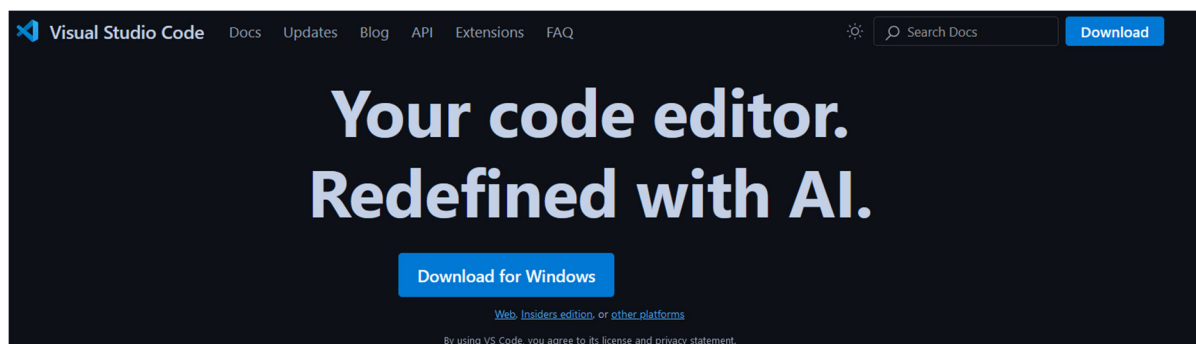 Visual Studio Code Docs Updates Blog API Extensions FAQ Search Docs Download
Your code editor.
Redefined with AI.
Download for Windows
Web, Insiders edition, or other platforms
By using VS Code, you agree to its license and privacy statement.